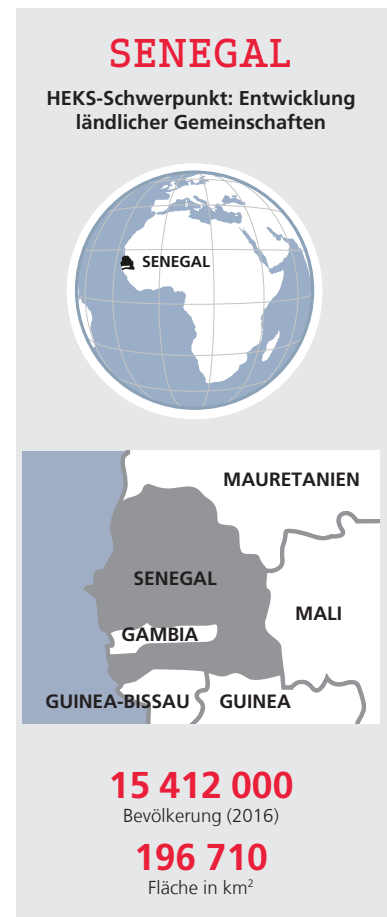 SENEGAL
HEKS-Schwerpunkt: Entwicklung
ländlicher Gemeinschaften
SENEGAL
MAURETANIEN
SENEGAL
MALI
GAMBIA
GUINEA-BISSAU
GUINEA
15 412 000
Bevölkerung (2016)
196 710
Fläche in km²